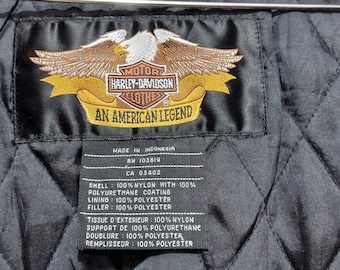 MOTOR
HARLEY-DAVIDSON
CLOTHES
AN AMERICAN LEGEND
MADE IN INDONESIA
RN 103819
CA 03402
SHELL : 100% NYLON WITH 100%
POLYURETHANE COATING
LINING : 100% POLYESTER
FILLER : 100% POLYESTER
TISSUE D'EXTERIEUR : 100% NYLON
SUPPORT DE 100% POLYURETHANE
DOUBLURE : 100% POLYESTER
REMPLISSEUR : 100% POLYESTER